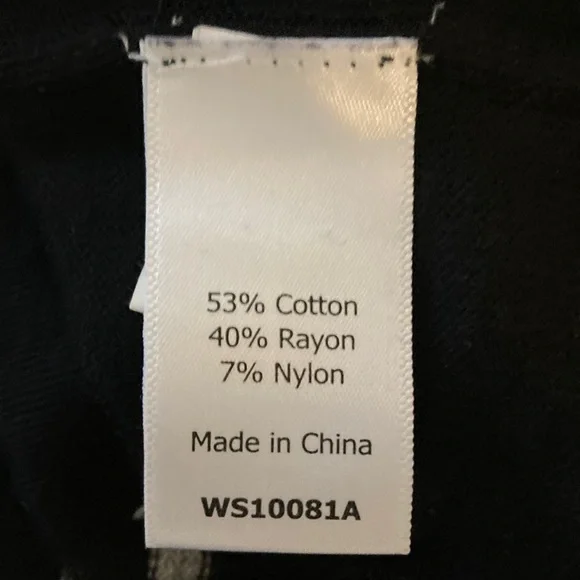 53% Cotton
40% Rayon
7% Nylon
Made in China
WS10081A